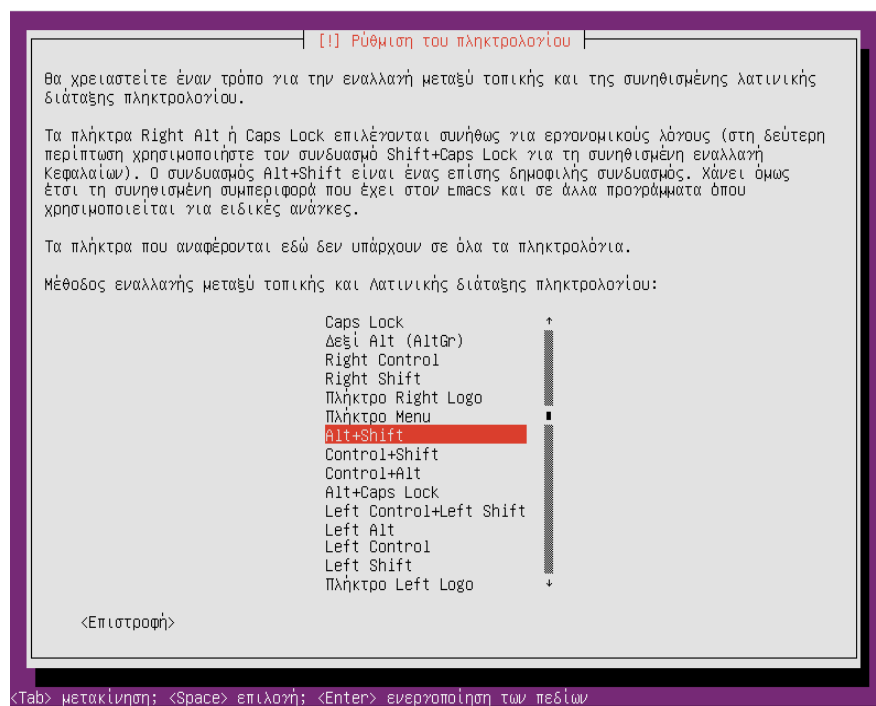 [!] Ρύθμιση του πληκτρολογίου
Θα χρειαστείτε έναν τρόπο για την εναλλαγή μεταξύ τοπικής και της συνηθισμένης λατινικής
διάταξης πληκτρολογίου.
Τα πλήκτρα Right Alt ή Caps Lock επιλέγονται συνήθως για εργονομικούς λόγους (στη δεύτερη
περίπτωση χρησιμοποιήστε τον συνδυασμό Shift+Caps Lock για τη συνηθισμένη εναλλαγή
Κεφαλαίων). Ο συνδυασμός Alt+Shift είναι ένας επίσης δημοφιλής συνδυασμός. Χάνει όμως
έτσι τη συνηθισμένη συμπεριφορά που έχει στον Emacs και σε άλλα προγράμματα όπου
χρησιμοποιείται για ειδικές ανάγκες.
Τα πλήκτρα που αναφέρονται εδώ δεν υπάρχουν σε όλα τα πληκτρολόγια.
Μέθοδος εναλλαγής μεταξύ τοπικής και Λατινικής διάταξης πληκτρολογίου:
Caps Lock
Δεξί Alt (AltGr)
Right Control
Right Shift
Πλήκτρο Right Logo
Πλήκτρο Menu
Alt+Shift
Control+Shift
Control+Alt
Alt+Caps Lock
Left Control+Left Shift
Left Alt
Left Control
Left Shift
Πλήκτρο Left Logo
<Επιστροφή>
<Tab> μετακίνηση; <Space> επιλογή; <Enter> ενεργοποίηση των πεδίων